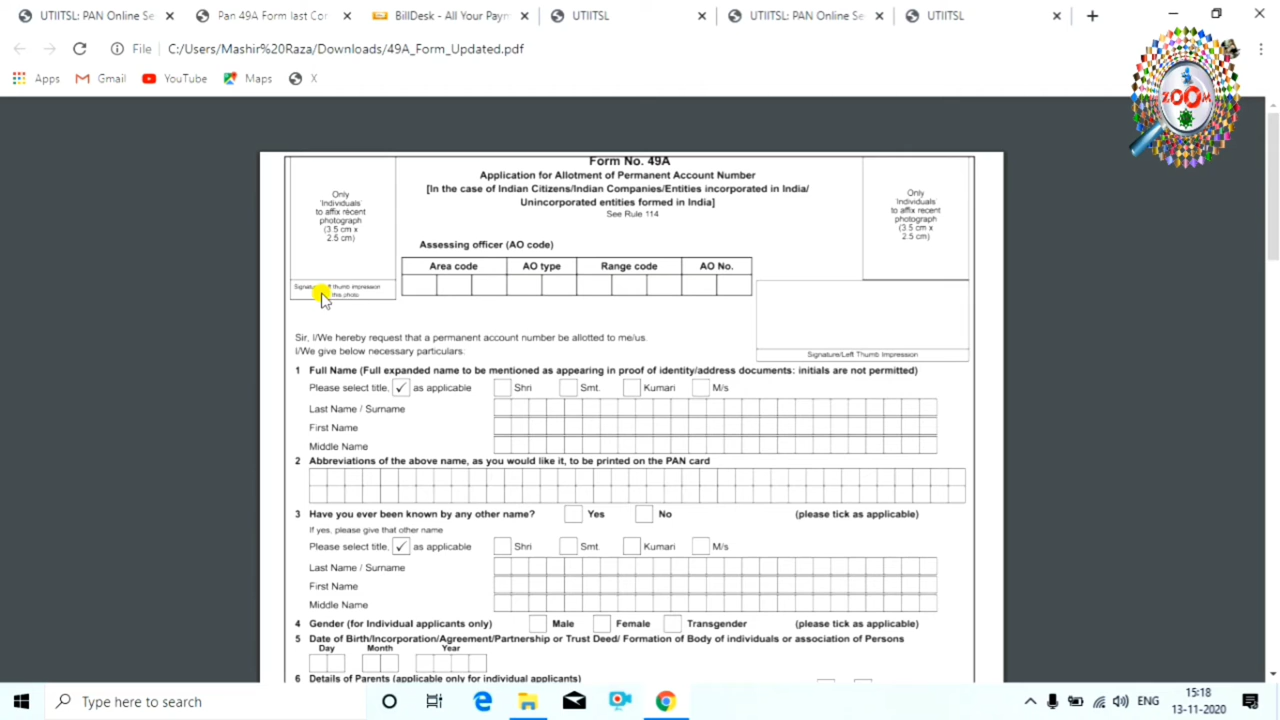 UTIITSL: PAN Online Se
Pan 49A Form last Cor
BillDesk - All Your Payn
UTIITSL
UTIITSL: PAN Online Se
UTIITSL
File
C:/Users/Mashir%20Raza/Downloads/49A_Form_Updated.pdf
Apps
Gmail
YouTube
Maps
X
ZOOM
Form No. 49A
Application for Allotment of Permanent Account Number
[In the case of Indian Citizens/Indian Companies/Entities incorporated in India/
Unincorporated entities formed in India]
See Rule 114
Only
'Individuals'
to affix recent
photograph
(3.5 cm x
2.5 cm)
Only
'Individuals
to affix recent
photograph
(3.5 cm x
2.5 cm)
Assessing officer (AO code)
Area code
AO type
Range code
AO No.
thumb impression
this photo
Signature/Left Thumb Impression
Sir, I/We hereby request that a permanent account number be allotted to me/us.
I/We give below necessary particulars:
1 Full Name (Full expanded name to be mentioned as appearing in proof of identity/address documents: initials are not permitted)
Please select title, ✓ as applicable Shri Smt. Kumari M/s
Last Name / Surname
First Name
Middle Name
2 Abbreviations of the above name, as you would like it, to be printed on the PAN card
3 Have you ever been known by any other name? Yes No (please tick as applicable)
If yes, please give that other name
Please select title, ✓ as applicable Shri Smt. Kumari M/s
Last Name / Surname
First Name
Middle Name
4 Gender (for Individual applicants only) Male Female Transgender (please tick as applicable)
5 Date of Birth/Incorporation/Agreement/Partnership or Trust Deed/ Formation of Body of individuals or association of Persons
Day Month Year
6 Details of Parents (applicable only for individual applicants)
Type here to search
ENG
15:18
13-11-2020